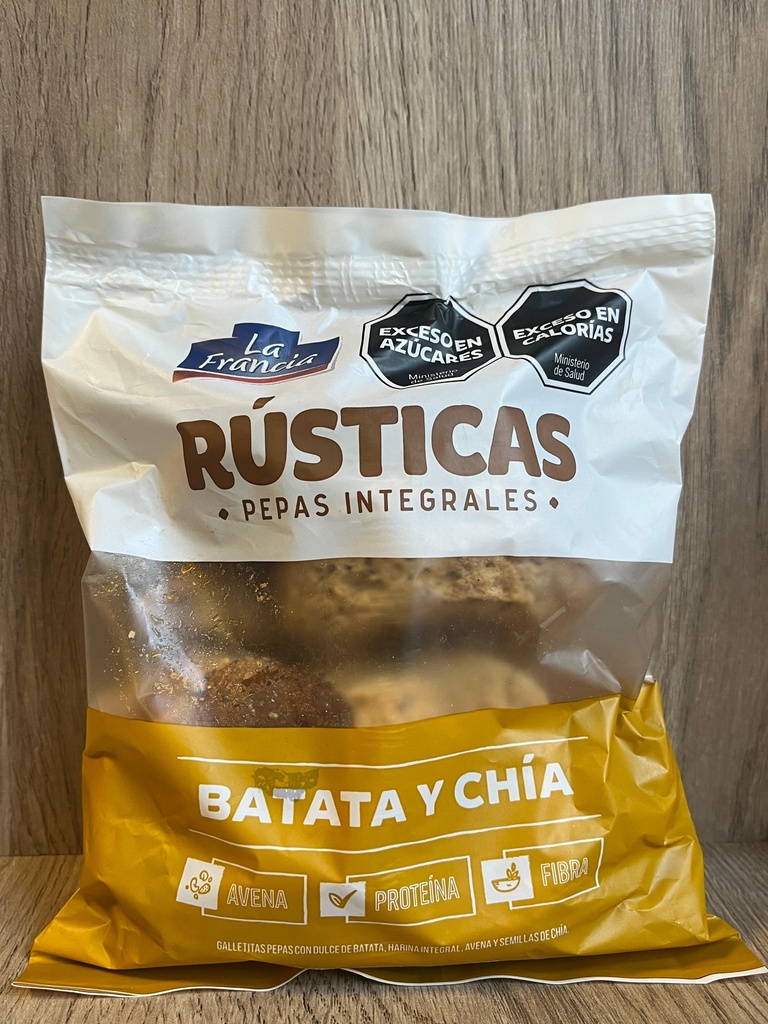 La
Francia
EXCESO EN
AZÚCARES
Ministerio
de Salud
EXCESO EN
CALORÍAS
Ministerio
de Salud
RÚSTICAS
• PEPAS INTEGRALES •
BATATA Y CHÍA
AVENA
PROTEÍNA
FIBRA
GALLETITAS PEPAS CON DULCE DE BATATA, HARINA INTEGRAL, AVENA Y SEMILLAS DE CHÍA.